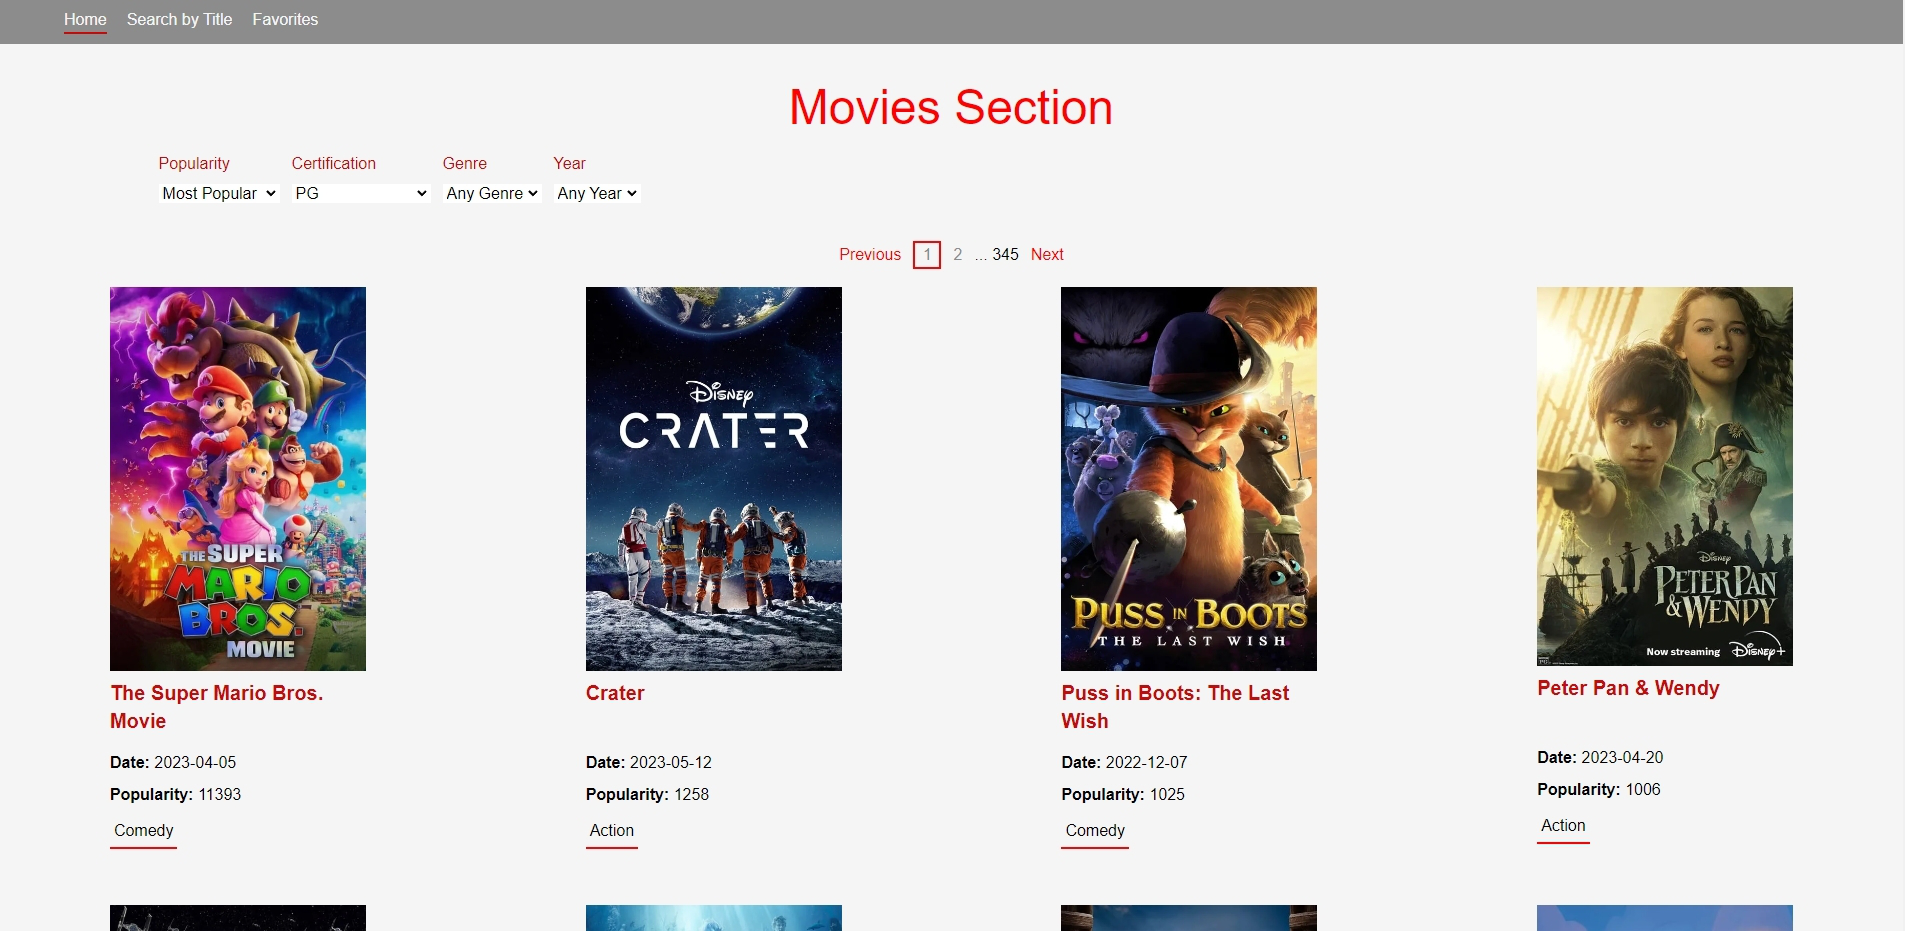 Home Search by Title Favorites
Movies Section
Popularity Certification Genre Year
Most Popular PG Any Genre Any Year
Previous 1 2 ... 345 Next
THE SUPER
MARIO
BROS.
MOVIE
Disney
CRATER
PUSS IN BOOTS
THE LAST WISH
Disney
PETER PAN
& WENDY
Now streaming Disney+
The Super Mario Bros.
Movie
Date: 2023-04-05
Popularity: 11393
Comedy
Crater
Date: 2023-05-12
Popularity: 1258
Action
Puss in Boots: The Last
Wish
Date: 2022-12-07
Popularity: 1025
Comedy
Peter Pan & Wendy
Date: 2023-04-20
Popularity: 1006
Action